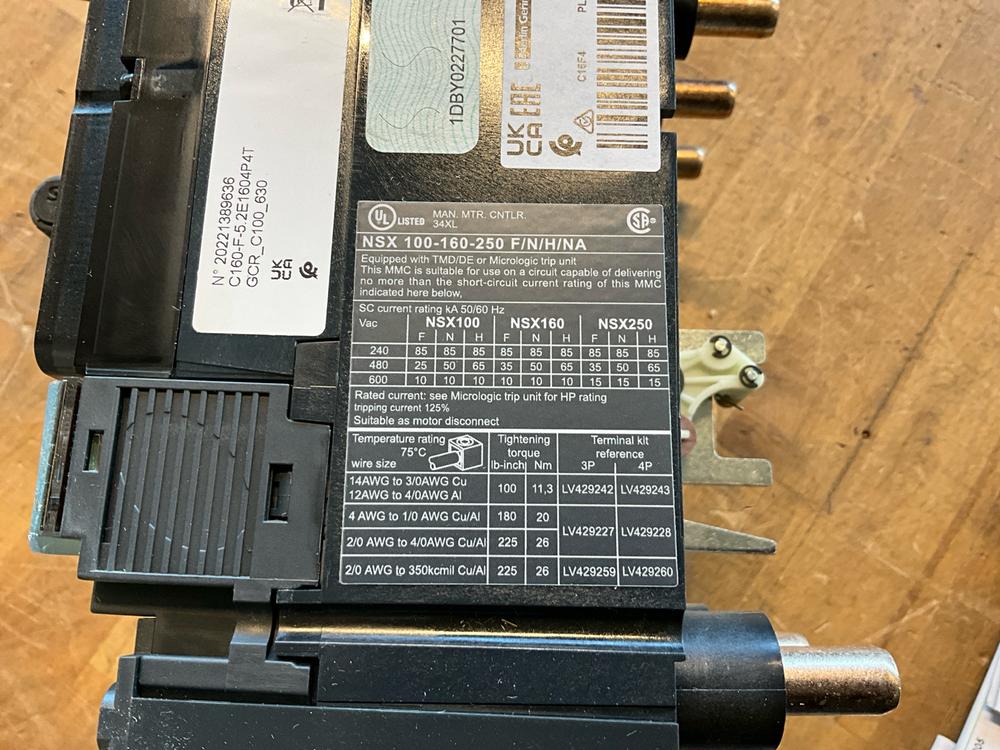 N° 20221389636
C160-F-5.2E1604P4T
GCR_C100_630
UK
CA
1DBY0227701
UK
CA
EAC
C16F4
PL
UL LISTED
MAN. MTR. CNTLR.
34XL
NSX 100-160-250 F/N/H/NA
Equipped with TMD/DE or Micrologic trip unit
This MMC is suitable for use on a circuit capable of delivering
no more than the short-circuit current rating of this MMC
indicated here below,
SC current rating kA 50/60 Hz
Vac NSX100 NSX160 NSX250
F N H F N H F N H
240 85 85 85 85 85 85 85 85 85
480 25 50 65 35 50 65 35 50 65
600 10 10 10 10 10 10 15 15 15
Rated current: see Micrologic trip unit for HP rating
tripping current 125%
Suitable as motor disconnect
Temperature rating
75°C
wire size
Tightening
torque
lb-inch Nm
Terminal kit
reference
3P 4P
14AWG to 3/0AWG Cu
12AWG to 4/0AWG Al
100 11,3 LV429242 LV429243
4 AWG to 1/0 AWG Cu/Al 180 20
LV429227 LV429228
2/0 AWG to 4/0AWG Cu/Al 225 26
2/0 AWG to 350kcmil Cu/Al 225 26 LV429259 LV429260